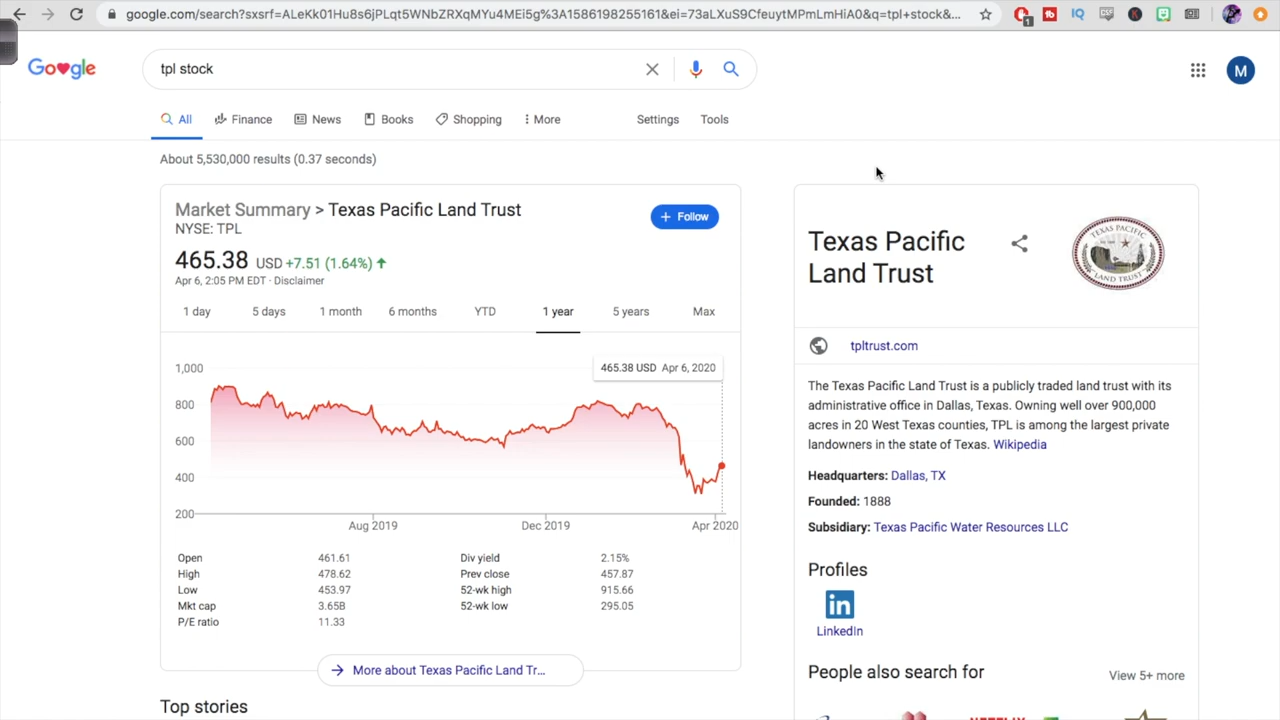 google.com/search?sxsrf=ALeKk01Hu8s6jPLqt5WNbZRXqMYu4MEi5g%3A1586198255161&ei=73aLXuS9CfeuytMPmLmHiA0&q=tpl+stock&...
Google
tpl stock
M
All
Finance
News
Books
Shopping
More
Settings
Tools
About 5,530,000 results (0.37 seconds)
Market Summary > Texas Pacific Land Trust
NYSE: TPL
+ Follow
465.38 USD +7.51 (1.64%)
Apr 6, 2:05 PM EDT · Disclaimer
1 day
5 days
1 month
6 months
YTD
1 year
5 years
Max
465.38 USD Apr 6, 2020
1,000
800
600
400
200
Aug 2019
Dec 2019
Apr 2020
Open 461.61
High 478.62
Low 453.97
Mkt cap 3.65B
P/E ratio 11.33
Div yield 2.15%
Prev close 457.87
52-wk high 915.66
52-wk low 295.05
More about Texas Pacific Land Tr...
Top stories
Texas Pacific
Land Trust
TEXAS PACIFIC
LAND TRUST
tpltrust.com
The Texas Pacific Land Trust is a publicly traded land trust with its
administrative office in Dallas, Texas. Owning well over 900,000
acres in 20 West Texas counties, TPL is among the largest private
landowners in the state of Texas. Wikipedia
Headquarters: Dallas, TX
Founded: 1888
Subsidiary: Texas Pacific Water Resources LLC
Profiles
in
LinkedIn
People also search for
View 5+ more
NETFLIX